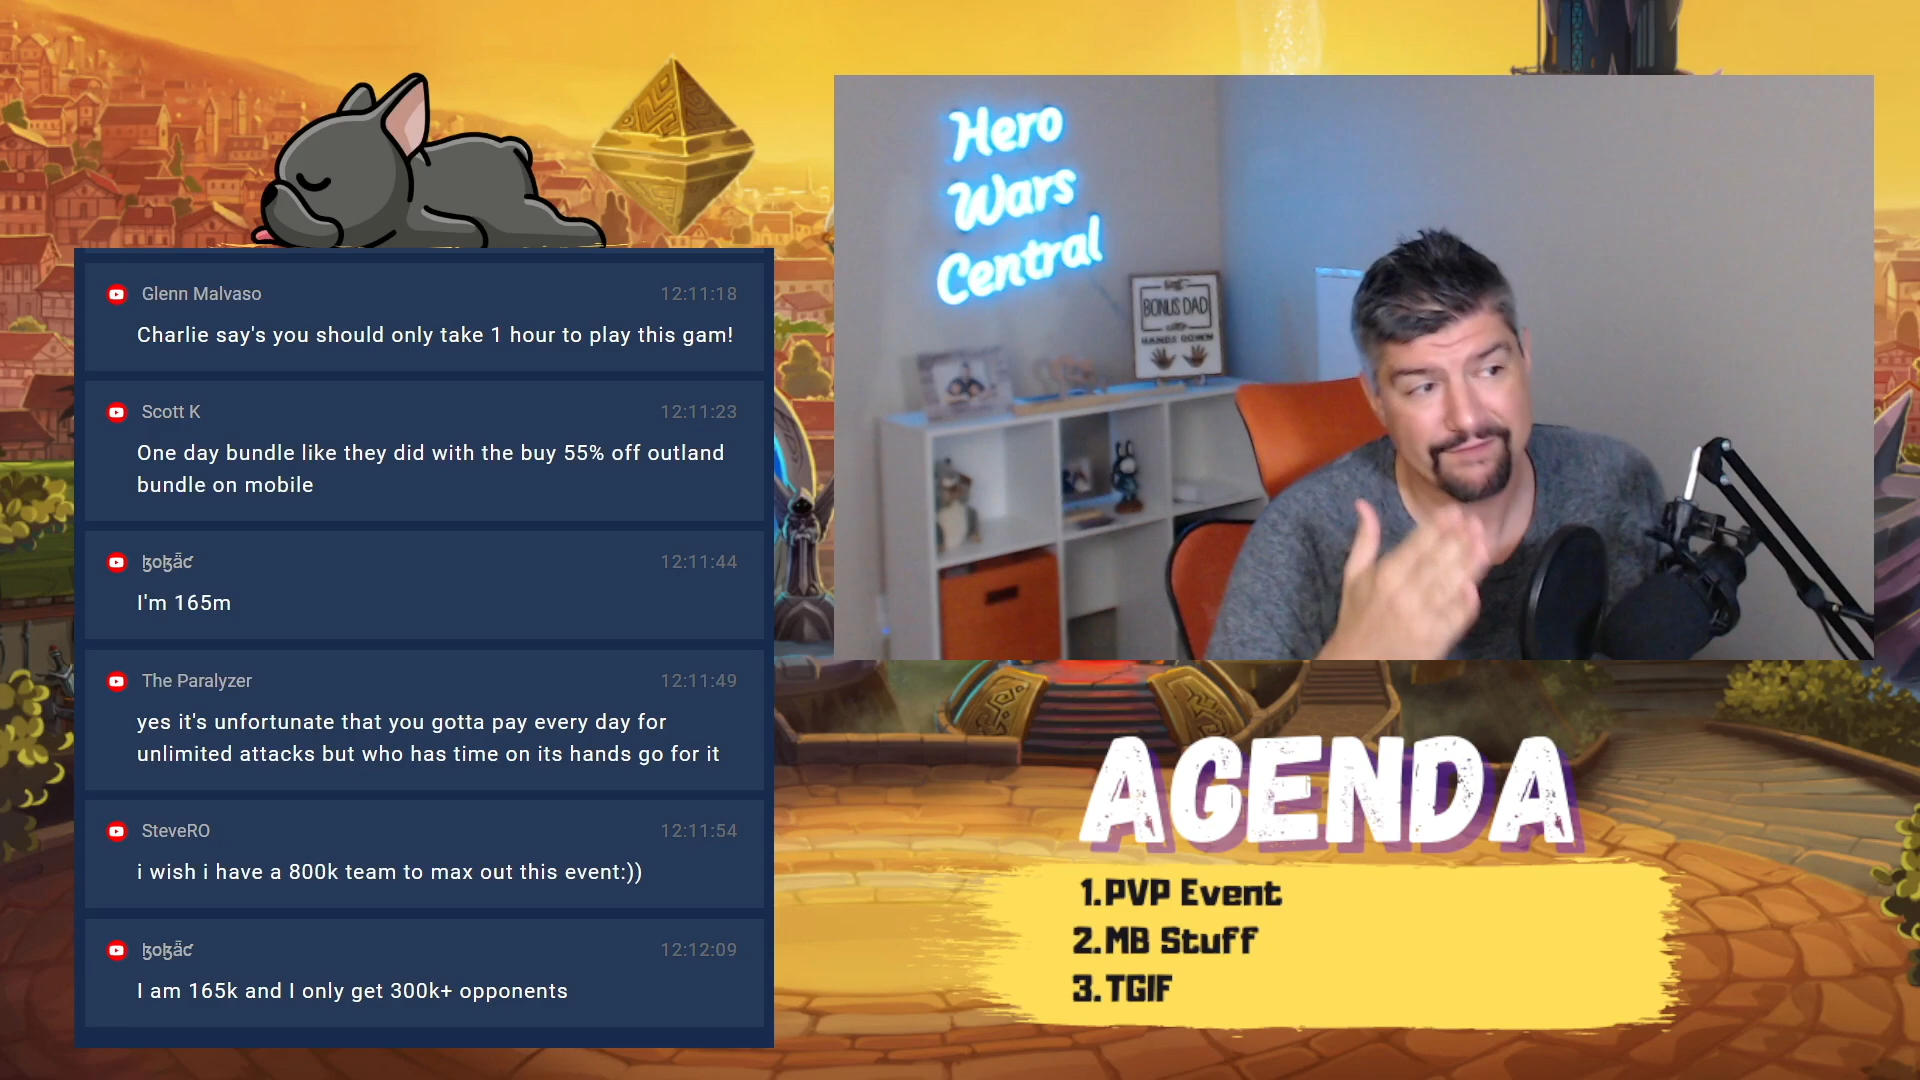 Glenn Malvaso 12:11:18
Charlie say's you should only take 1 hour to play this gam!
Scott K 12:11:23
One day bundle like they did with the buy 55% off outland
bundle on mobile
12:11:44
I'm 165m
The Paralyzer 12:11:49
yes it's unfortunate that you gotta pay every day for
unlimited attacks but who has time on its hands go for it
SteveRO 12:11:54
i wish i have a 800k team to max out this event:))
12:12:09
I am 165k and I only get 300k+ opponents
Hero
Wars
Central
BONUS DAD
HANDS DOWN
AGENDA
1.PVP Event
2.MB Stuff
3.TGIF